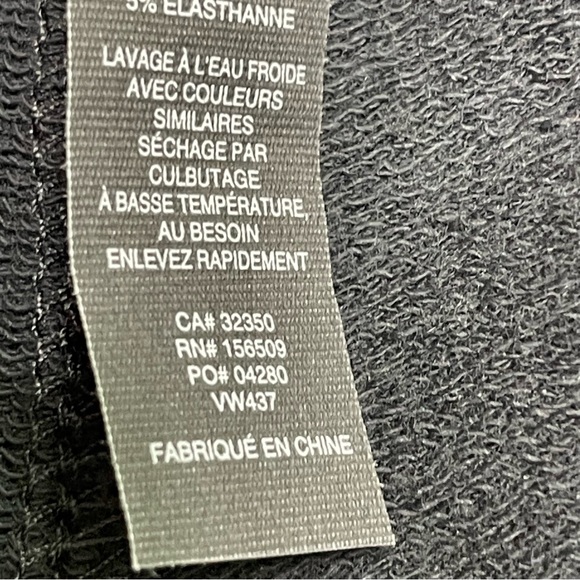 5% ÉLASTHANNE
LAVAGE À L'EAU FROIDE
AVEC COULEURS
SIMILAIRES
SÉCHAGE PAR
CULBUTAGE
À BASSE TEMPÉRATURE,
AU BESOIN
ENLEVEZ RAPIDEMENT
CA# 32350
RN# 156509
PO# 04280
VW437
FABRIQUÉ EN CHINE